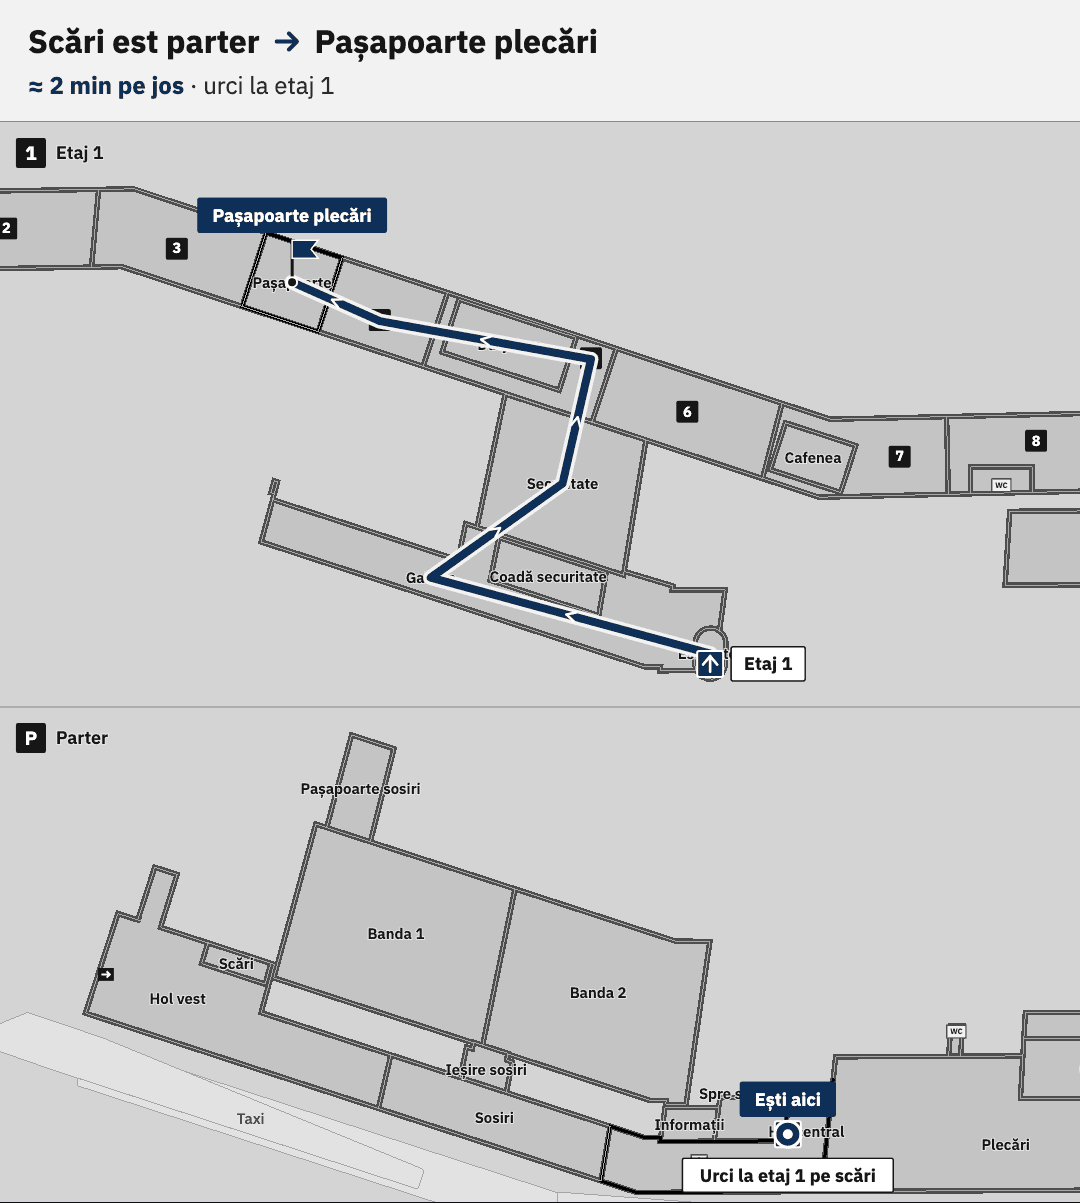 Scări est parter → Pașapoarte plecări
≈ 2 min pe jos · urci la etaj 1
1 Etaj 1
Pașapoarte plecări
2
3
6
Cafenea
7
8
WC
Coadă securitate
Etaj 1
P Parter
Pașapoarte sosiri
Banda 1
Scări
Hol vest
Banda 2
WC
Ieșire sosiri
Ești aici
Taxi
Sosiri
Informații
Plecări
Urci la etaj 1 pe scări